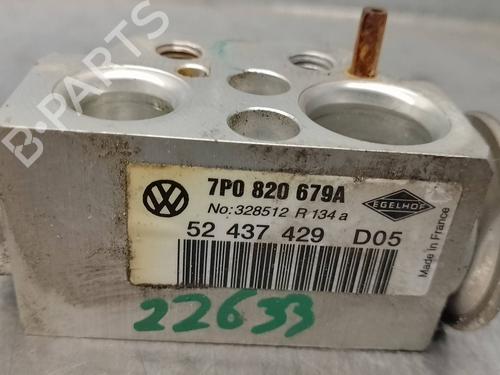 B-PARTS
7P0 820 679A
No: 328512 R 134 a
EGELHOF
52 437 429 D05
Made in France
22633